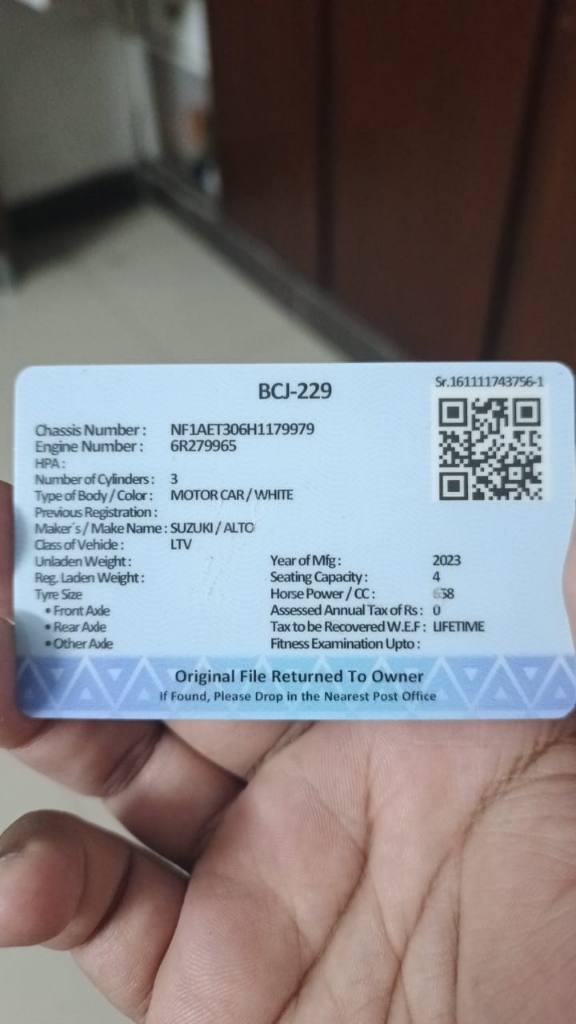 BCJ-229
Sr.161111743756-1
Chassis Number : NF1AET306H1179979
Engine Number : 6R279965
HPA :
Number of Cylinders : 3
Type of Body / Color : MOTOR CAR / WHITE
Previous Registration :
Maker's / Make Name : SUZUKI / ALTO
Class of Vehicle : LTV
Unladen Weight : Year of Mfg : 2023
Reg. Laden Weight : Seating Capacity : 4
Tyre Size Horse Power / CC : 658
• Front Axle Assessed Annual Tax of Rs : 0
• Rear Axle Tax to be Recovered W.E.F : LIFETIME
• Other Axle Fitness Examination Upto :
Original File Returned To Owner
If Found, Please Drop in the Nearest Post Office